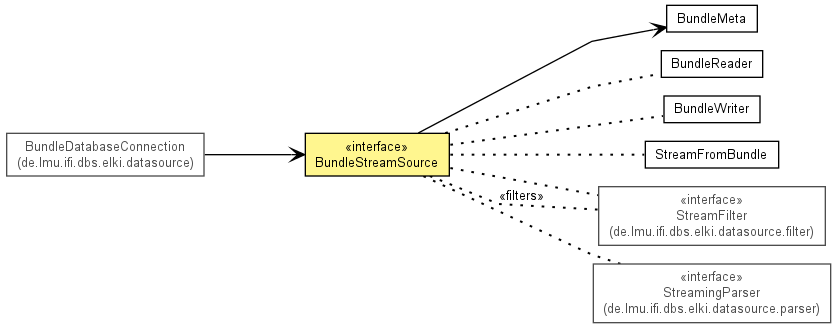 BundleMeta
BundleReader
BundleWriter
BundleDatabaseConnection
(de.lmu.ifi.dbs.elki.datasource)
«interface»
BundleStreamSource
StreamFromBundle
«filters»
«interface»
StreamFilter
(de.lmu.ifi.dbs.elki.datasource.filter)
«interface»
StreamingParser
(de.lmu.ifi.dbs.elki.datasource.parser)